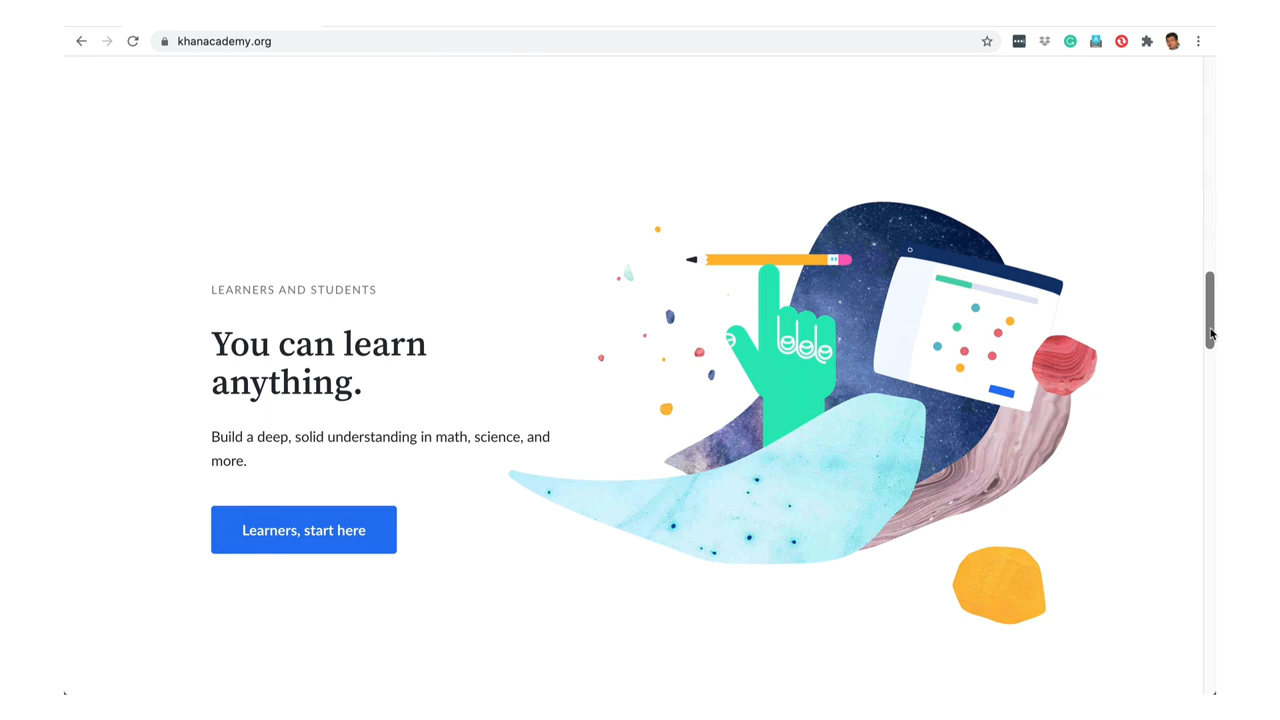 khanacademy.org
LEARNERS AND STUDENTS
You can learn
anything.
Build a deep, solid understanding in math, science, and
more.
Learners, start here